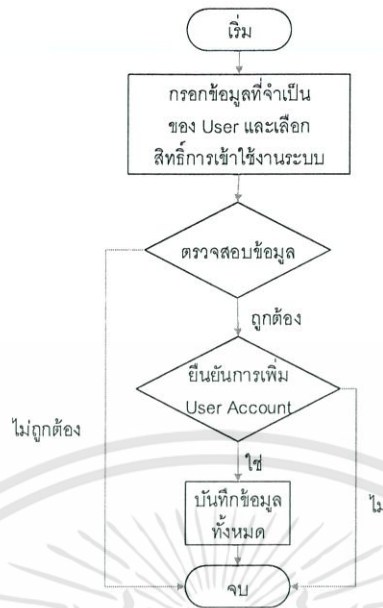 เริ่ม
กรอกข้อมูลที่จำเป็น
ของ User และเลือก
สิทธิ์การเข้าใช้งานระบบ
ตรวจสอบข้อมูล
ถูกต้อง
ยืนยันการเพิ่ม
User Account
ไม่ถูกต้อง
ใช่
บันทึกข้อมูล
ทั้งหมด
จบ